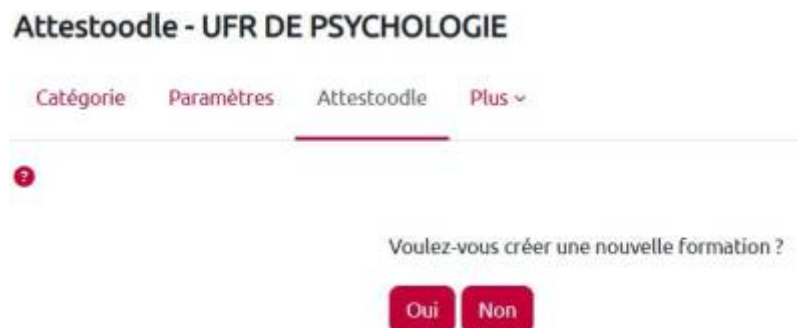 Attestoodle - UFR DE PSYCHOLOGIE
Catégorie Paramètres Attestoodle Plus
?
Voulez-vous créer une nouvelle formation ?
Oui Non